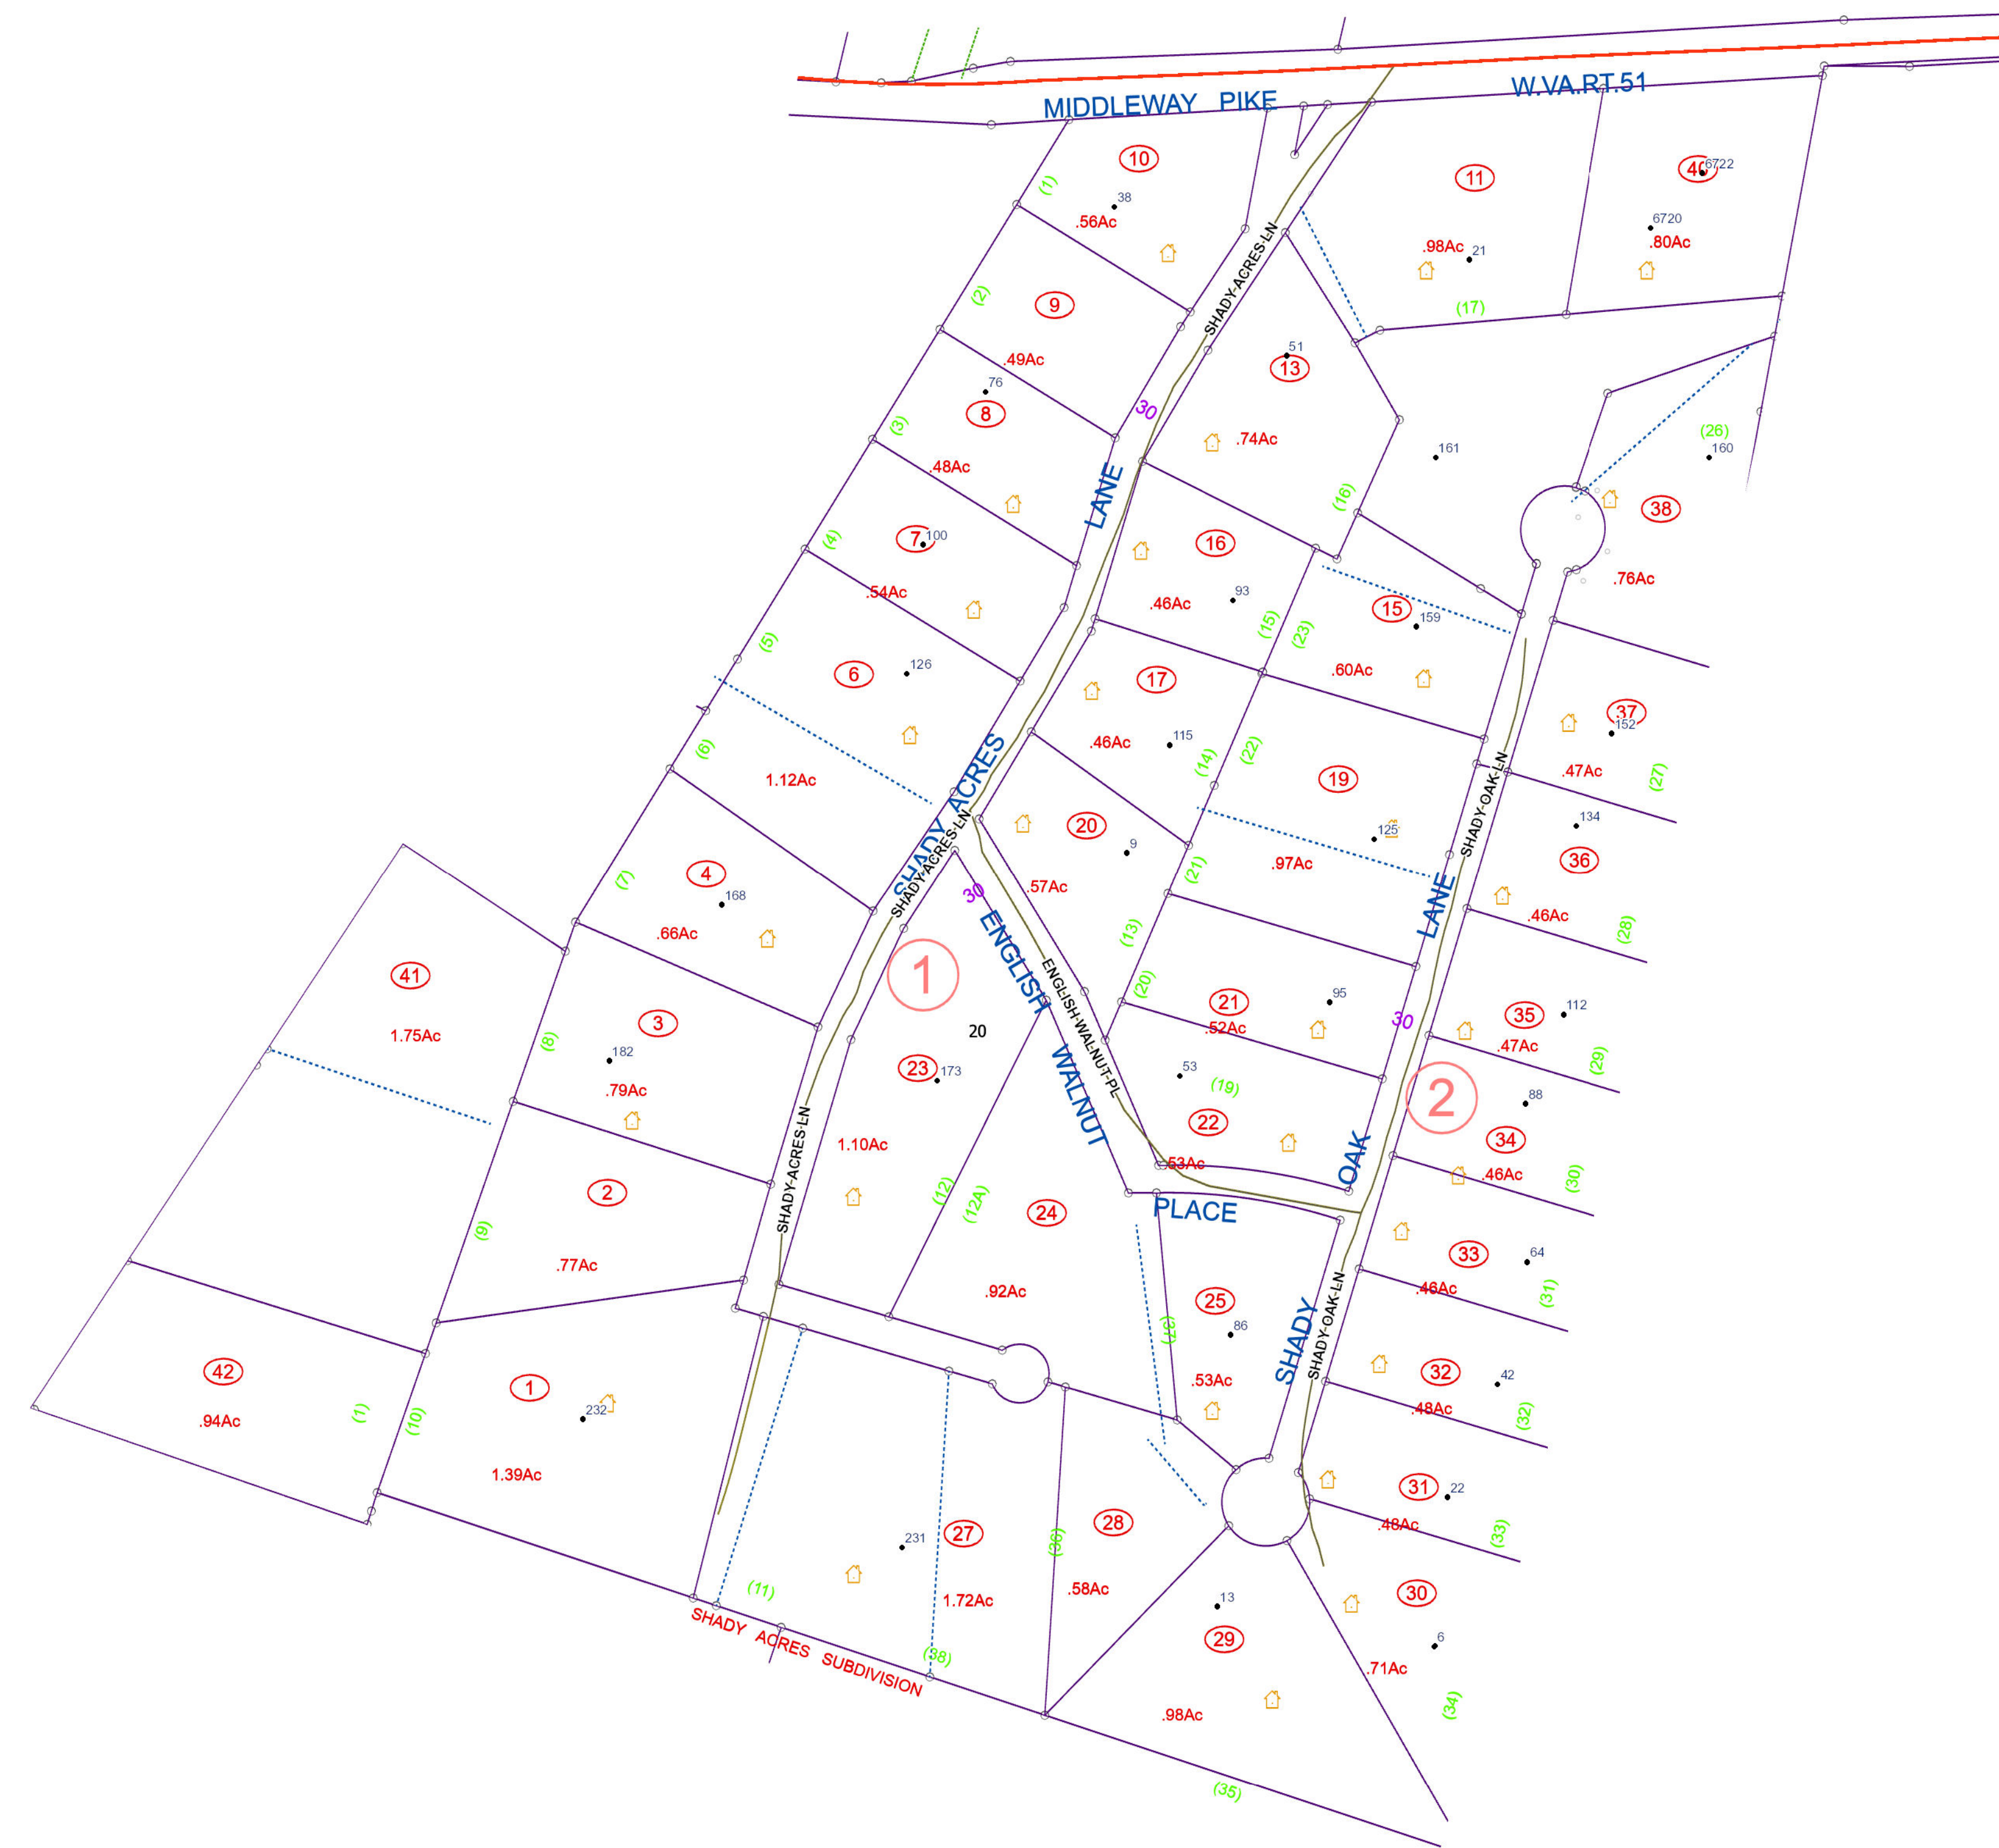 MIDDLEWAY PIKE
W.VA.RT.51
10
38
.56Ac
(1)
11
.98Ac
21
(17)
40
6722
6720
.80Ac
SHADY-ACRES-LN
9
(2)
.49Ac
51
13
.74Ac
30
76
8
(3)
.48Ac
LANE
161
(16)
(26)
160
38
.76Ac
7
100
(4)
.54Ac
16
93
.46Ac
(15)
(23)
15
159
.60Ac
6
126
(5)
1.12Ac
(6)
17
115
.46Ac
(14)
(22)
19
125
.97Ac
37
152
.47Ac
(27)
SHADY-OAK-LN
SHADY ACRES
SHADY-ACRES-LN
20
9
.57Ac
(21)
(13)
134
36
.46Ac
(28)
LANE
4
168
.66Ac
(7)
30
ENGLISH WALNUT
ENGLISH-WALNUT-PL
1
20
41
1.75Ac
3
182
.79Ac
(8)
23
173
1.10Ac
(20)
21
95
.52Ac
30
35
112
.47Ac
(29)
53
(19)
22
.53Ac
2
88
34
.46Ac
(30)
OAK
SHADY-ACRES-LN
2
.77Ac
(9)
(12)
(12A)
24
.92Ac
PLACE
25
86
.53Ac
(37)
33
64
.46Ac
(31)
SHADY
SHADY-OAK-LN
42
.94Ac
(1)
(10)
1
232
1.39Ac
32
42
.48Ac
(32)
31
22
.48Ac
(33)
231
27
1.72Ac
(11)
(38)
(36)
28
.58Ac
13
29
.98Ac
30
6
.71Ac
(34)
(35)
SHADY ACRES SUBDIVISION